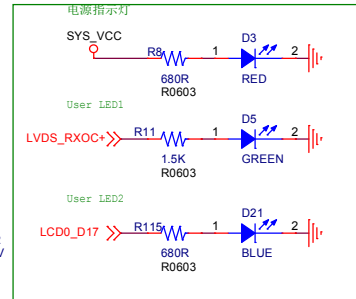 电源指示灯
SYS_VCC
R8
680R
R0603
1
D3
2
RED
User LED1
LVDS_RXOC+
R11
1.5K
R0603
1
D5
2
GREEN
User LED2
LCD0_D17
R115
680R
R0603
1
D21
2
BLUE